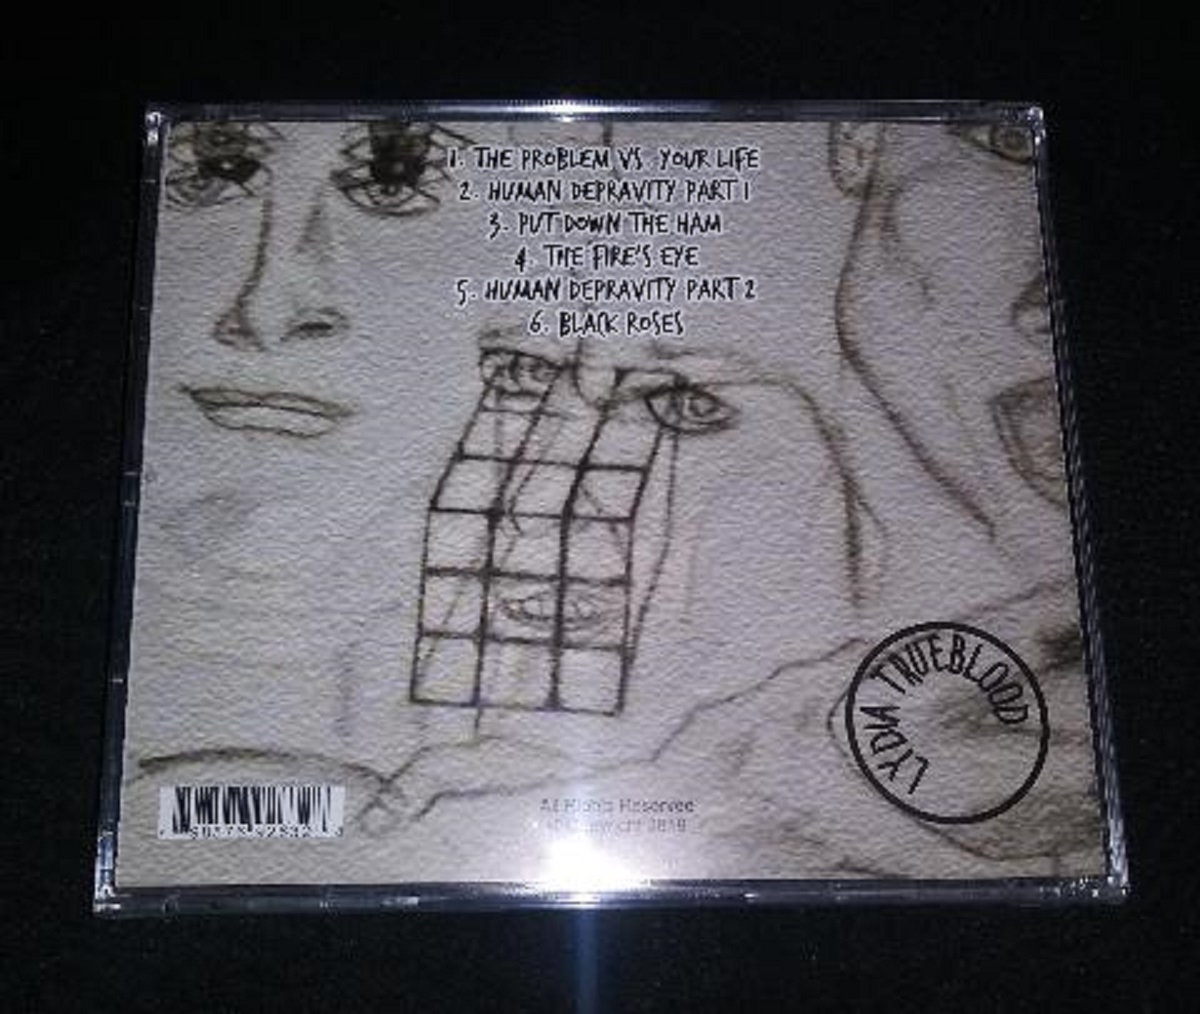 1. THE PROBLEM VS. YOUR LIFE
2. HUMAN DEPRAVITY PART 1
3. PUT DOWN THE HAM
4. THE FIRE'S EYE
5. HUMAN DEPRAVITY PART 2
6. BLACK ROSES
LYDIA TRUEBLOOD
All Rights Reserved